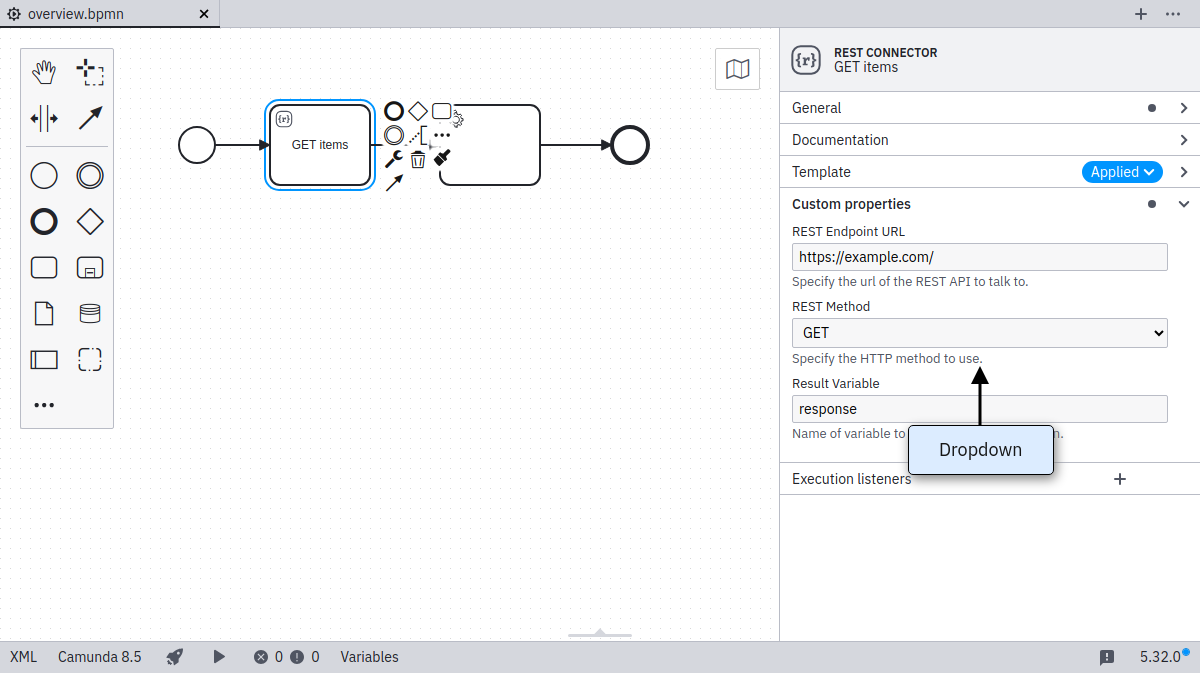 overview.bpmn
REST CONNECTOR
GET items
{r}
General
Documentation
Template Applied
Custom properties
REST Endpoint URL
https://example.com/
Specify the url of the REST API to talk to.
REST Method
GET
Specify the HTTP method to use.
Result Variable
response
Name of variable to
Dropdown
Execution listeners
{r}
GET items
XML Camunda 8.5 0 0 Variables 5.32.0